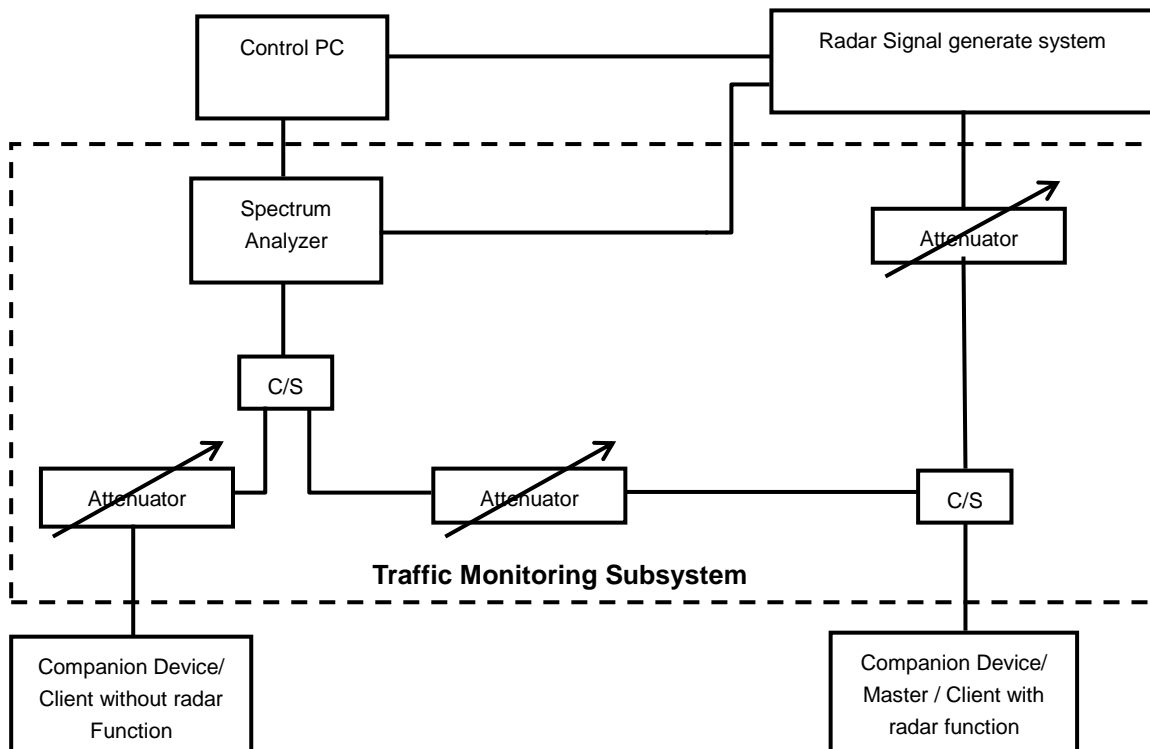 Control PC
Radar Signal generate system
Spectrum
Analyzer
Attenuator
C/S
Attenuator
Attenuator
C/S
Traffic Monitoring Subsystem
Companion Device/
Client without radar
Function
Companion Device/
Master / Client with
radar function